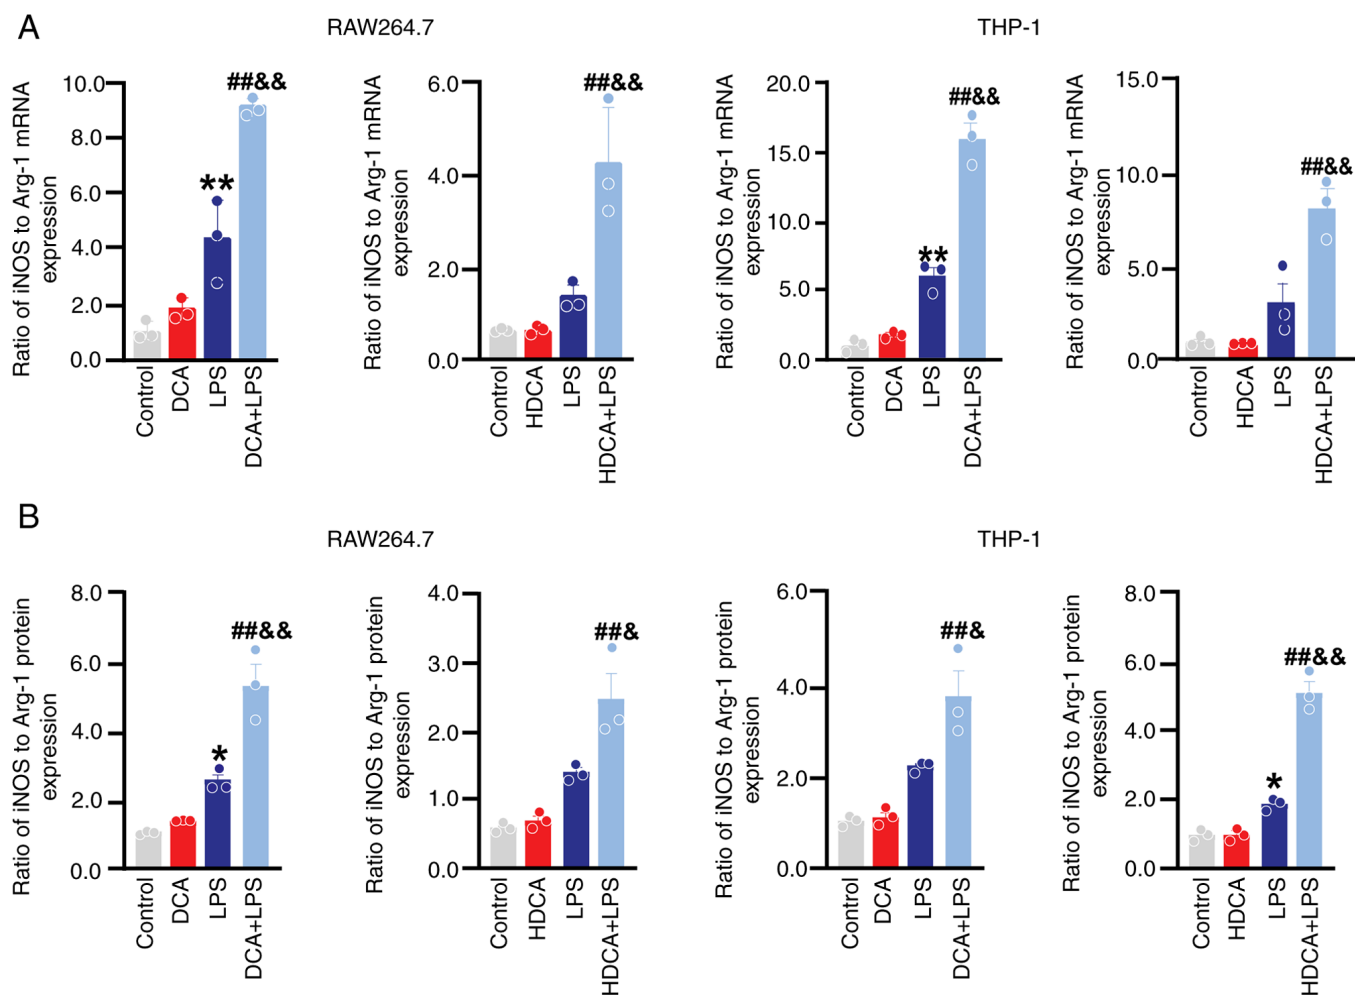 A
RAW264.7
THP-1
Ratio of iNOS to Arg-1 mRNA
expression
10.0
8.0
6.0
4.0
2.0
0.0
**
##&&
Control
DCA
LPS
DCA+LPS
Ratio of iNOS to Arg-1 mRNA
expression
6.0
4.0
2.0
0.0
##&&
Control
HDCA
LPS
HDCA+LPS
Ratio of iNOS to Arg-1 mRNA
expression
20.0
15.0
10.0
5.0
0.0
**
##&&
Control
DCA
LPS
DCA+LPS
Ratio of iNOS to Arg-1 mRNA
expression
15.0
10.0
5.0
0.0
##&&
Control
HDCA
LPS
HDCA+LPS
B
RAW264.7
THP-1
Ratio of iNOS to Arg-1 protein
expression
8.0
6.0
4.0
2.0
0.0
*
##&&
Control
DCA
LPS
DCA+LPS
Ratio of iNOS to Arg-1 protein
expression
4.0
3.0
2.0
1.0
0.0
##&
Control
HDCA
LPS
HDCA+LPS
Ratio of iNOS to Arg-1 protein
expression
6.0
4.0
2.0
0.0
##&
Control
DCA
LPS
DCA+LPS
Ratio of iNOS to Arg-1 protein
expression
8.0
6.0
4.0
2.0
0.0
*
##&&
Control
HDCA
LPS
HDCA+LPS